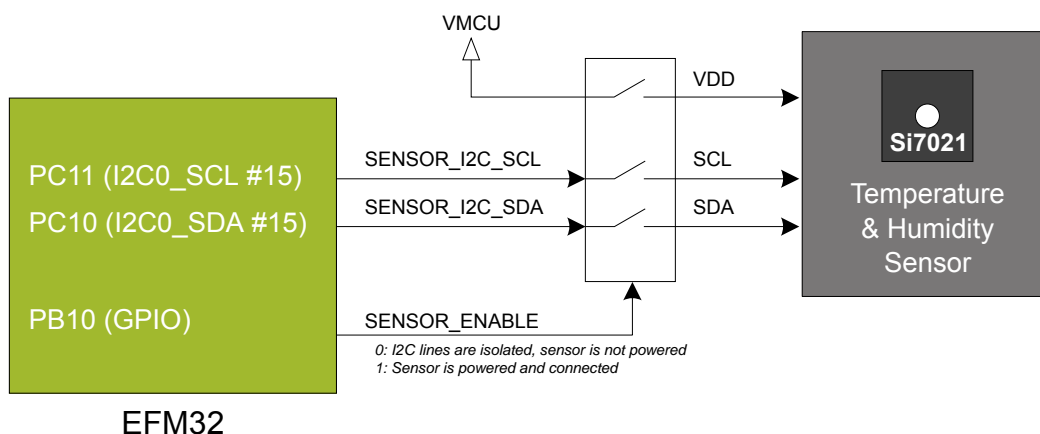 VMCU
VDD
Si7021
PC11 (I2C0_SCL #15)
SENSOR_I2C_SCL
SCL
PC10 (I2C0_SDA #15)
SENSOR_I2C_SDA
SDA
Temperature
& Humidity
Sensor
PB10 (GPIO)
SENSOR_ENABLE
0: I2C lines are isolated, sensor is not powered
1: Sensor is powered and connected
EFM32